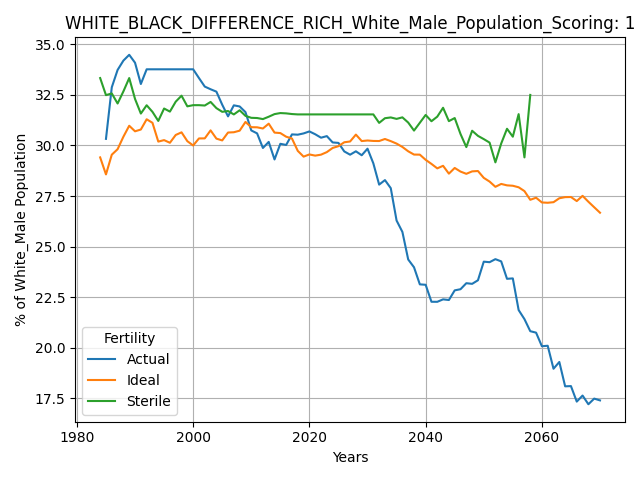 WHITE_BLACK_DIFFERENCE_RICH_White_Male_Population_Scoring: 1
% of White_Male Population
35.0
32.5
30.0
27.5
25.0
22.5
20.0
17.5
Fertility
Actual
Ideal
Sterile
1980
2000
2020
2040
2060
Years